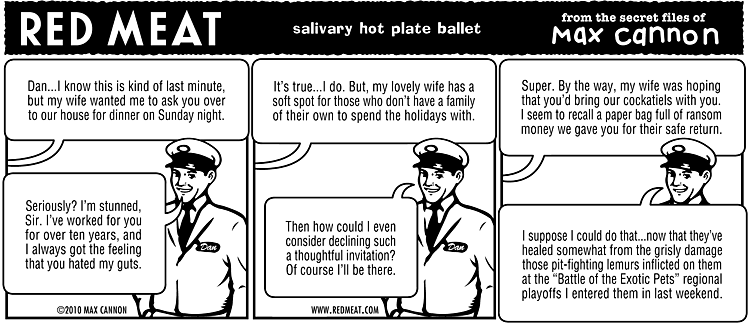 RED MEAT
salivary hot plate ballet
from the secret files of
Max cannon
Dan...I know this is kind of last minute,
but my wife wanted me to ask you over
to our house for dinner on Sunday night.
Seriously? I'm stunned,
Sir. I've worked for you
for over ten years, and
I always got the feeling
that you hated my guts.
Dan
©2010 MAX CANNON
It's true...I do. But, my lovely wife has a
soft spot for those who don't have a family
of their own to spend the holidays with.
Then how could I even
consider declining such
a thoughtful invitation?
Of course I'll be there.
Dan
WWW.REDMEAT.COM
Super. By the way, my wife was hoping
that you'd bring our cockatiels with you.
I seem to recall a paper bag full of ransom
money we gave you for their safe return.
I suppose I could do that...now that they've
healed somewhat from the grisly damage
those pit-fighting lemurs inflicted on them
at the "Battle of the Exotic Pets" regional
playoffs I entered them in last weekend.